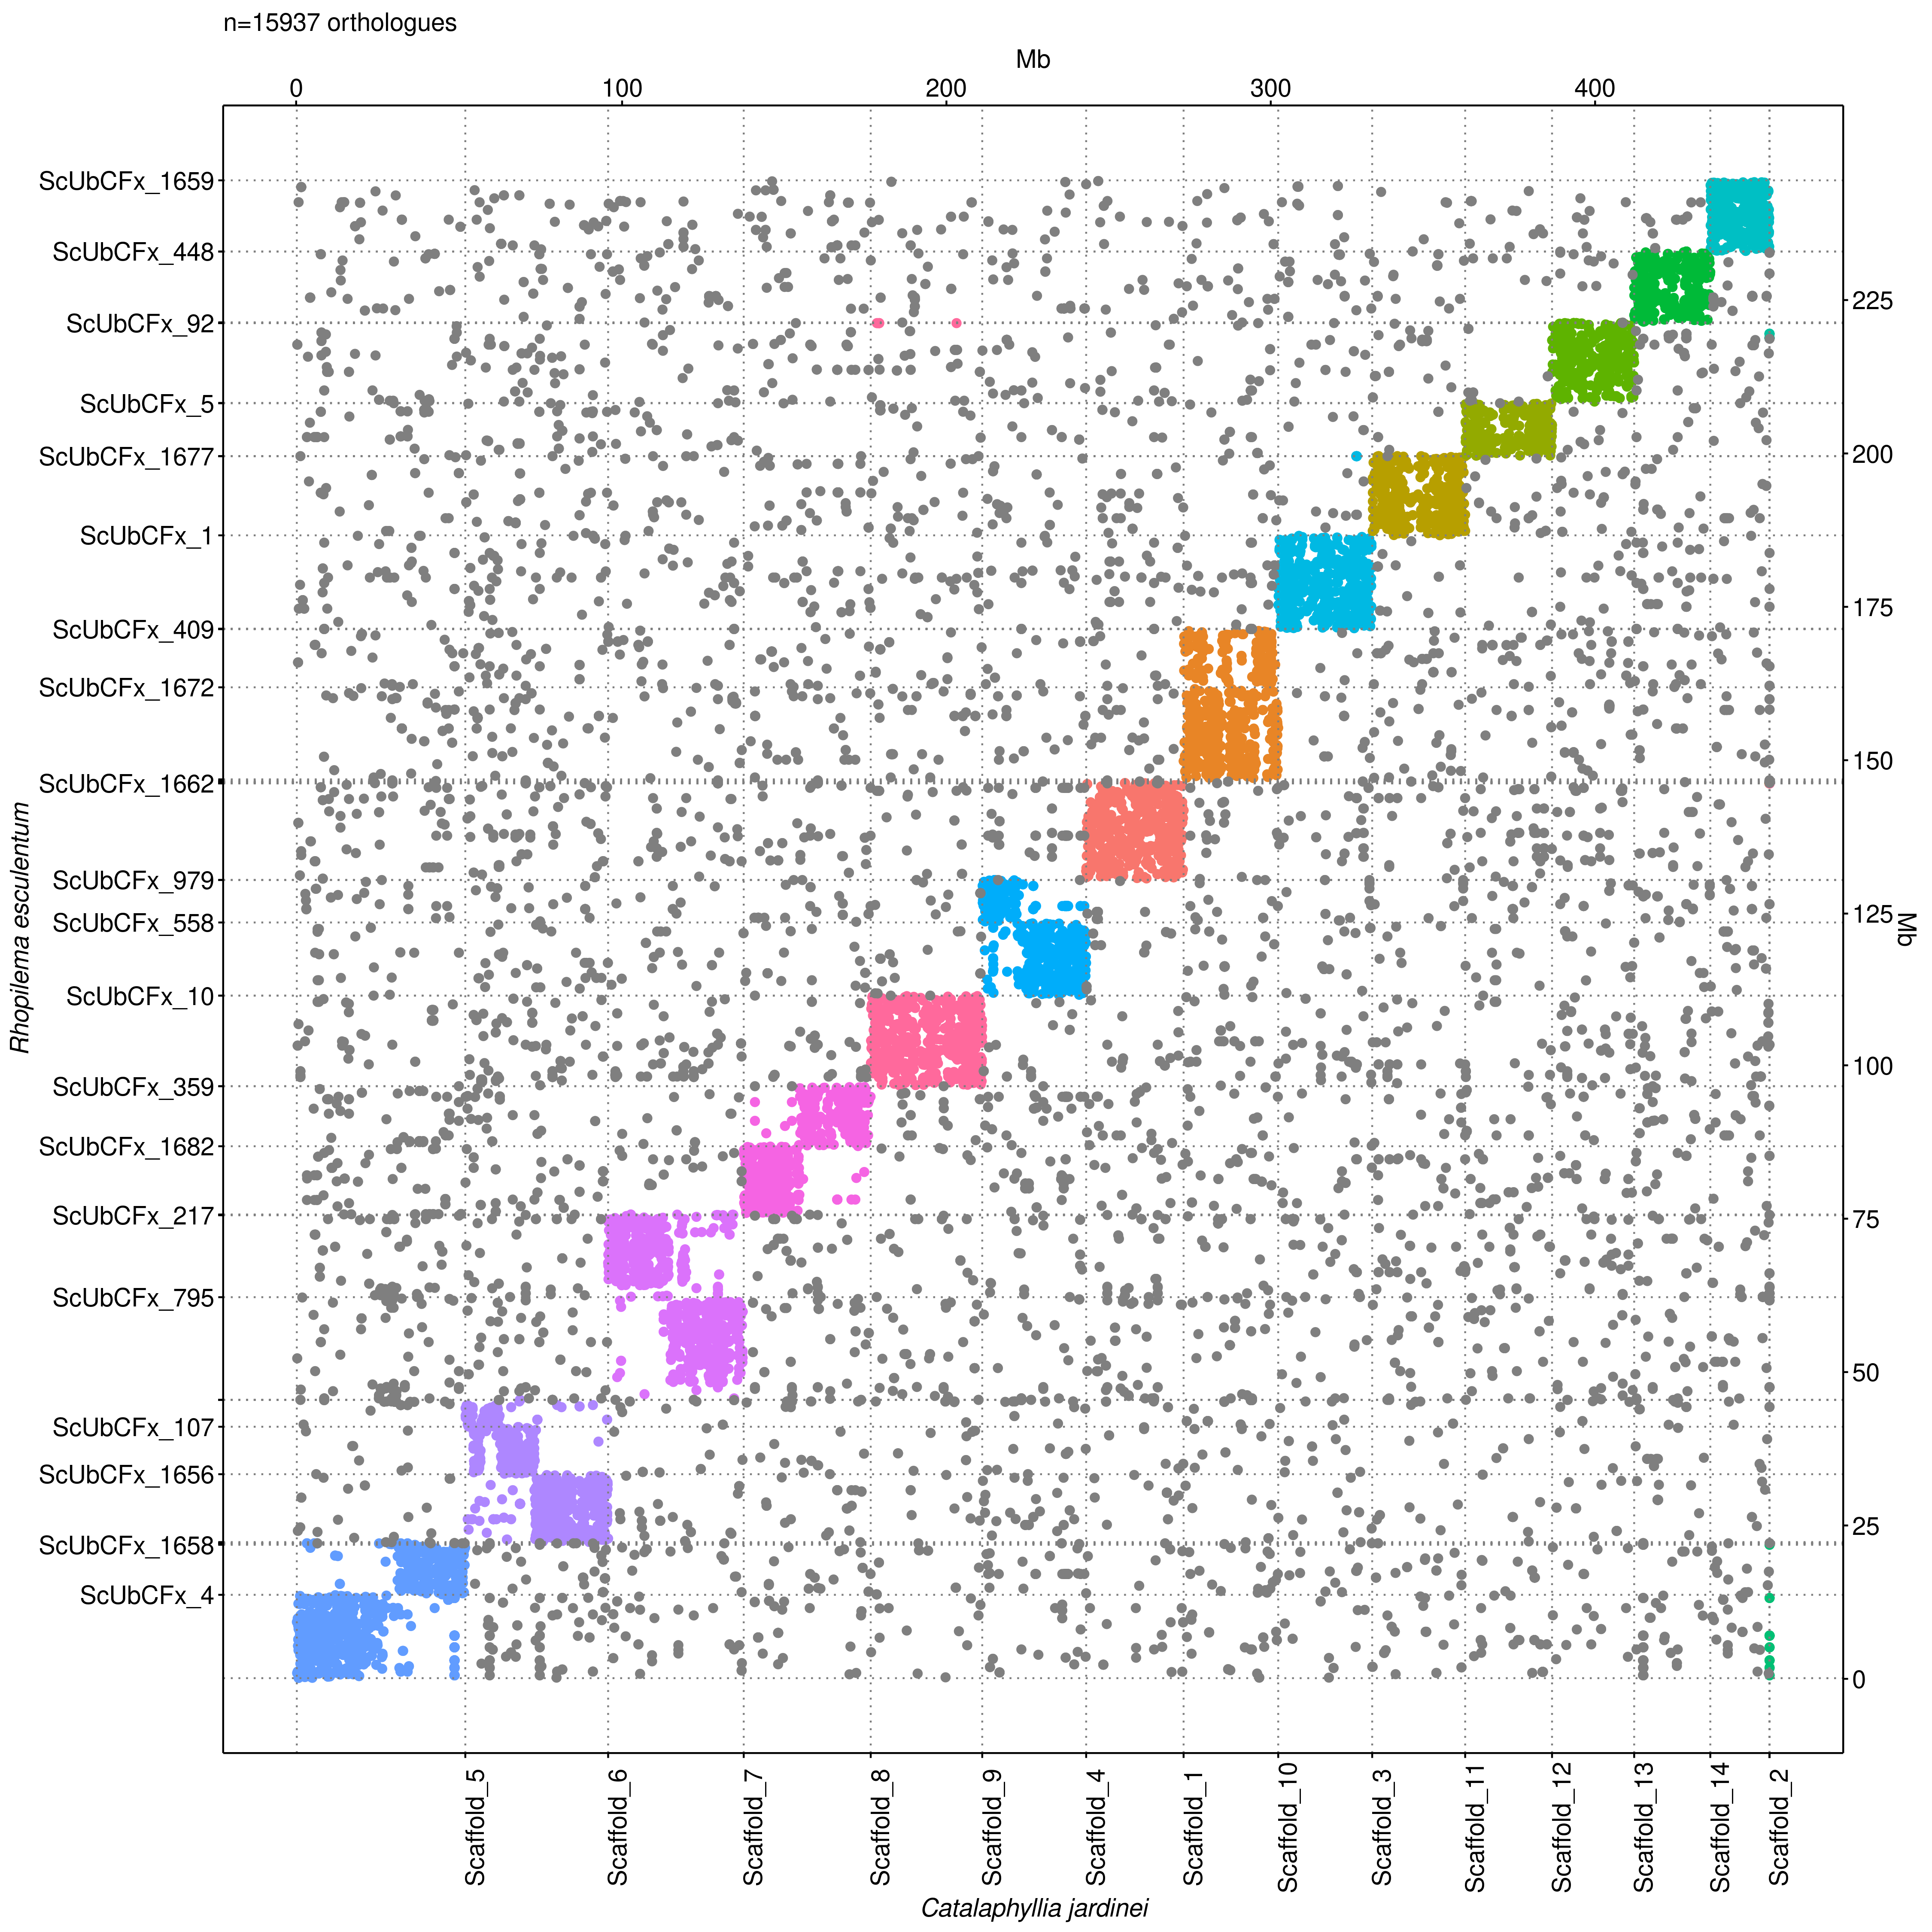 n=15937 orthologues
Mb
0 100 200 300 400
ScUbCFx_1659
ScUbCFx_448
ScUbCFx_92
ScUbCFx_5
ScUbCFx_1677
ScUbCFx_1
ScUbCFx_409
ScUbCFx_1672
ScUbCFx_1662
ScUbCFx_979
ScUbCFx_558
ScUbCFx_10
ScUbCFx_359
ScUbCFx_1682
ScUbCFx_217
ScUbCFx_795
ScUbCFx_107
ScUbCFx_1656
ScUbCFx_1658
ScUbCFx_4
Rhopilema esculentum
225
200
175
150
125
100
75
50
25
0
Mb
Scaffold_5
Scaffold_6
Scaffold_7
Scaffold_8
Scaffold_9
Scaffold_4
Scaffold_1
Scaffold_10
Scaffold_3
Scaffold_11
Scaffold_12
Scaffold_13
Scaffold_14
Scaffold_2
Catalaphyllia jardinei